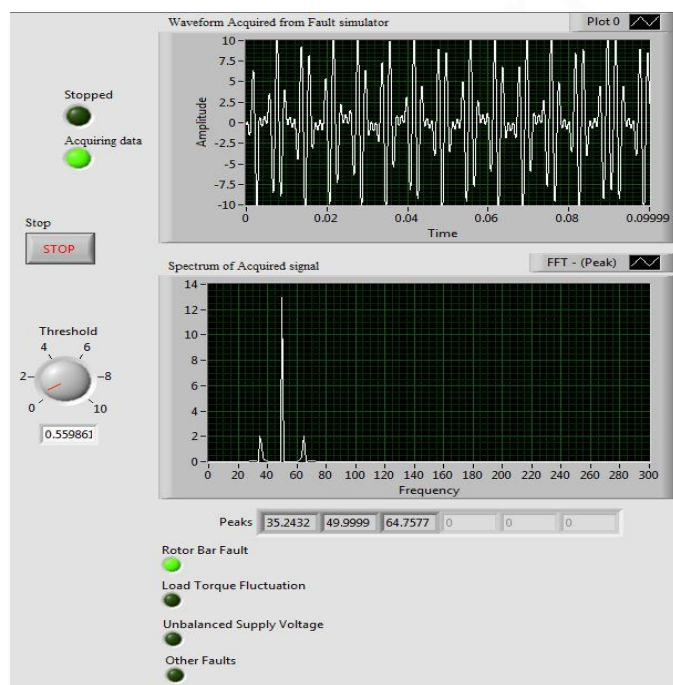 Waveform Acquired from Fault simulator
Plot 0
Stopped
Acquiring data
Stop
STOP
Amplitude
10
7.5
5
2.5
0
-2.5
-5
-7.5
-10
0 0.02 0.04 0.06 0.08 0.09999
Time
Spectrum of Acquired signal
FFT - (Peak)
14
12
10
8
6
4
2
0
0 20 40 60 80 100 120 140 160 180 200 220 240 260 280 300
Frequency
Threshold
4 6
2 8
0 10
0.559861
Peaks 35.2432 49.9999 64.7577 0 0 0
Rotor Bar Fault
Load Torque Fluctuation
Unbalanced Supply Voltage
Other Faults